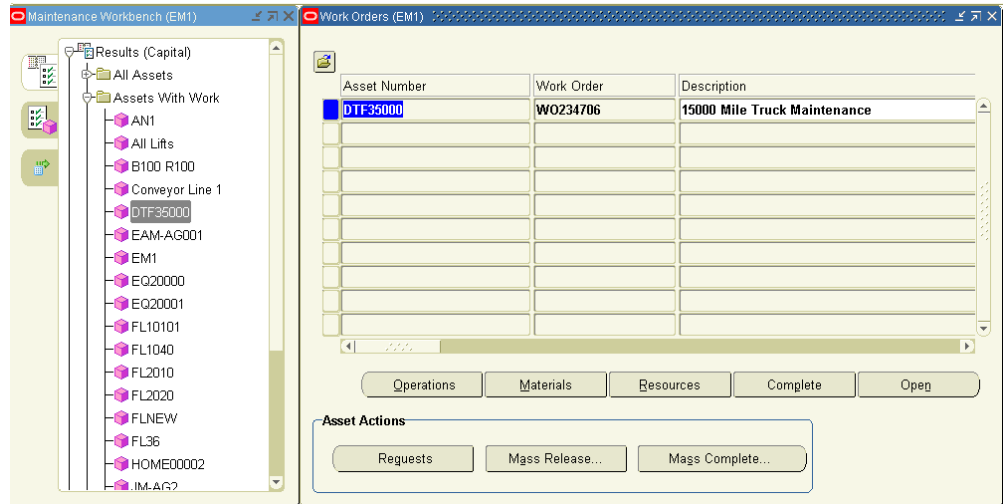 Maintenance Workbench (EM1)
Results (Capital)
All Assets
Assets With Work
AN1
All Lifts
B100 R100
Conveyor Line 1
DTF35000
EAM-AG001
EM1
EQ20000
EQ20001
FL10101
FL1040
FL2010
FL2020
FLNEW
FL36
HOME00002
JM-AG2
Work Orders (EM1)
Asset Number Work Order Description
DTF35000 WO234706 15000 Mile Truck Maintenance
Operations Materials Resources Complete Open
Asset Actions
Requests Mass Release... Mass Complete...